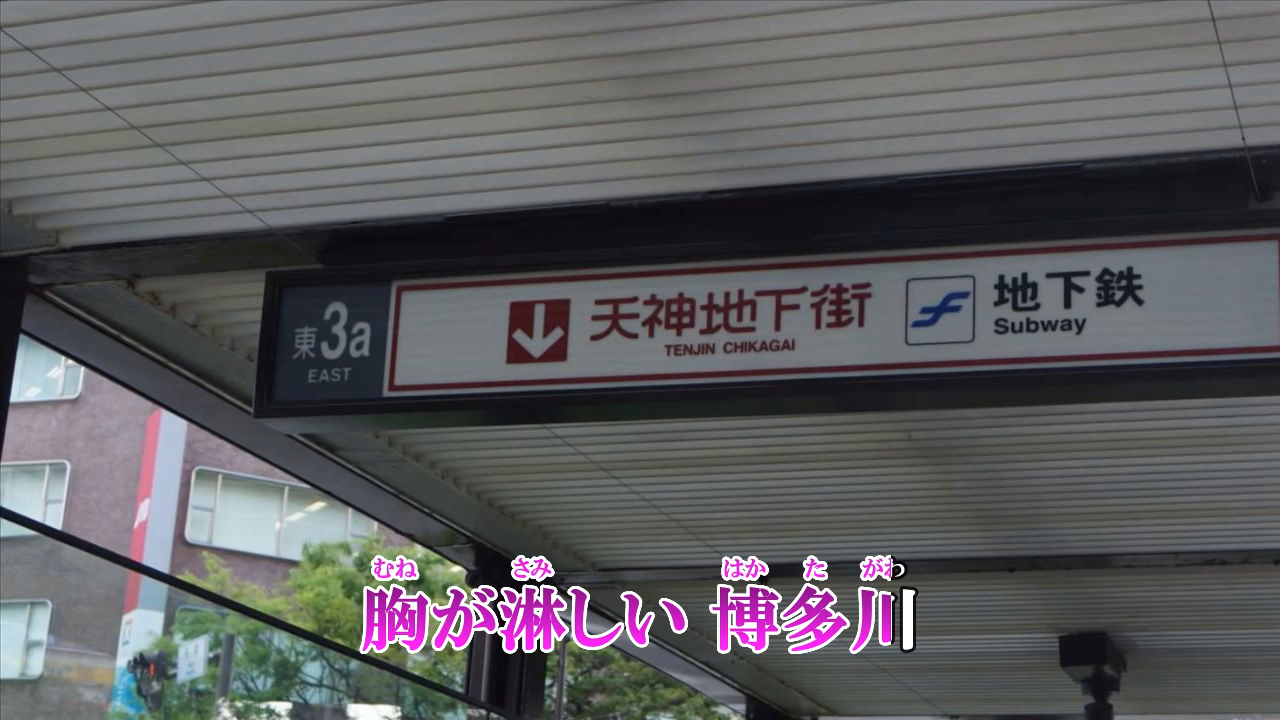 東 3a
EAST
天神地下街
TENJIN CHIKAGAI
地下鉄
Subway
むね さみ はかたがわ
胸が淋しい 博多川